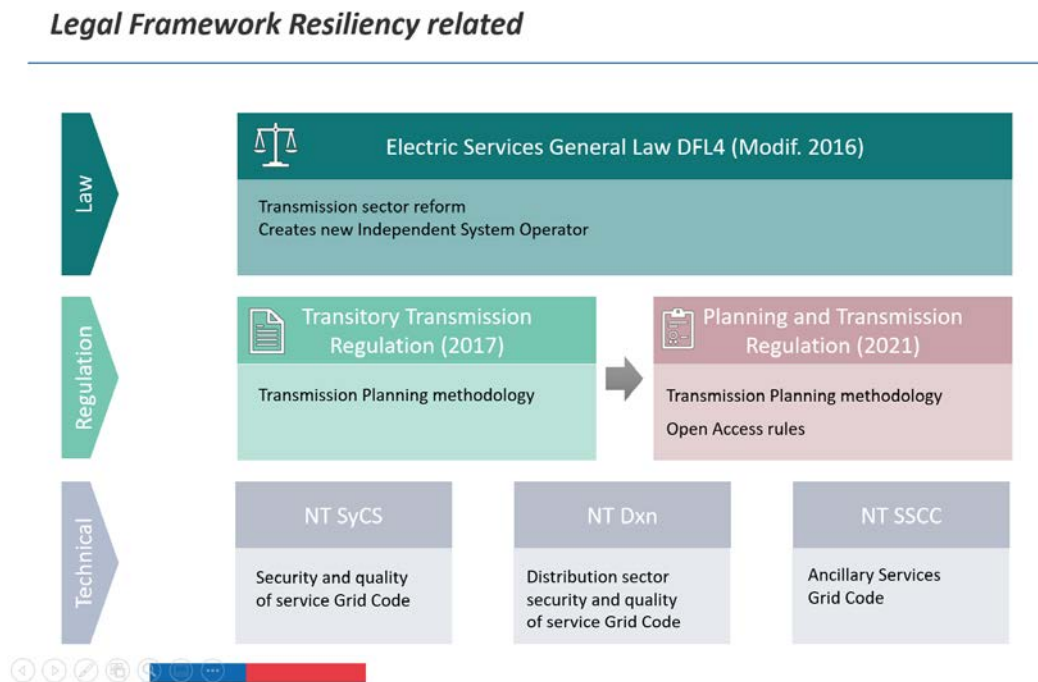 Legal Framework Resiliency related
Law
Electric Services General Law DFL4 (Modif. 2016)
Transmission sector reform
Creates new Independent System Operator
Regulation
Transitory Transmission
Regulation (2017)
Transmission Planning methodology
Planning and Transmission
Regulation (2021)
Transmission Planning methodology
Open Access rules
Technical
NT SyCS
Security and quality
of service Grid Code
NT Dxn
Distribution sector
security and quality
of service Grid Code
NT SSCC
Ancillary Services
Grid Code